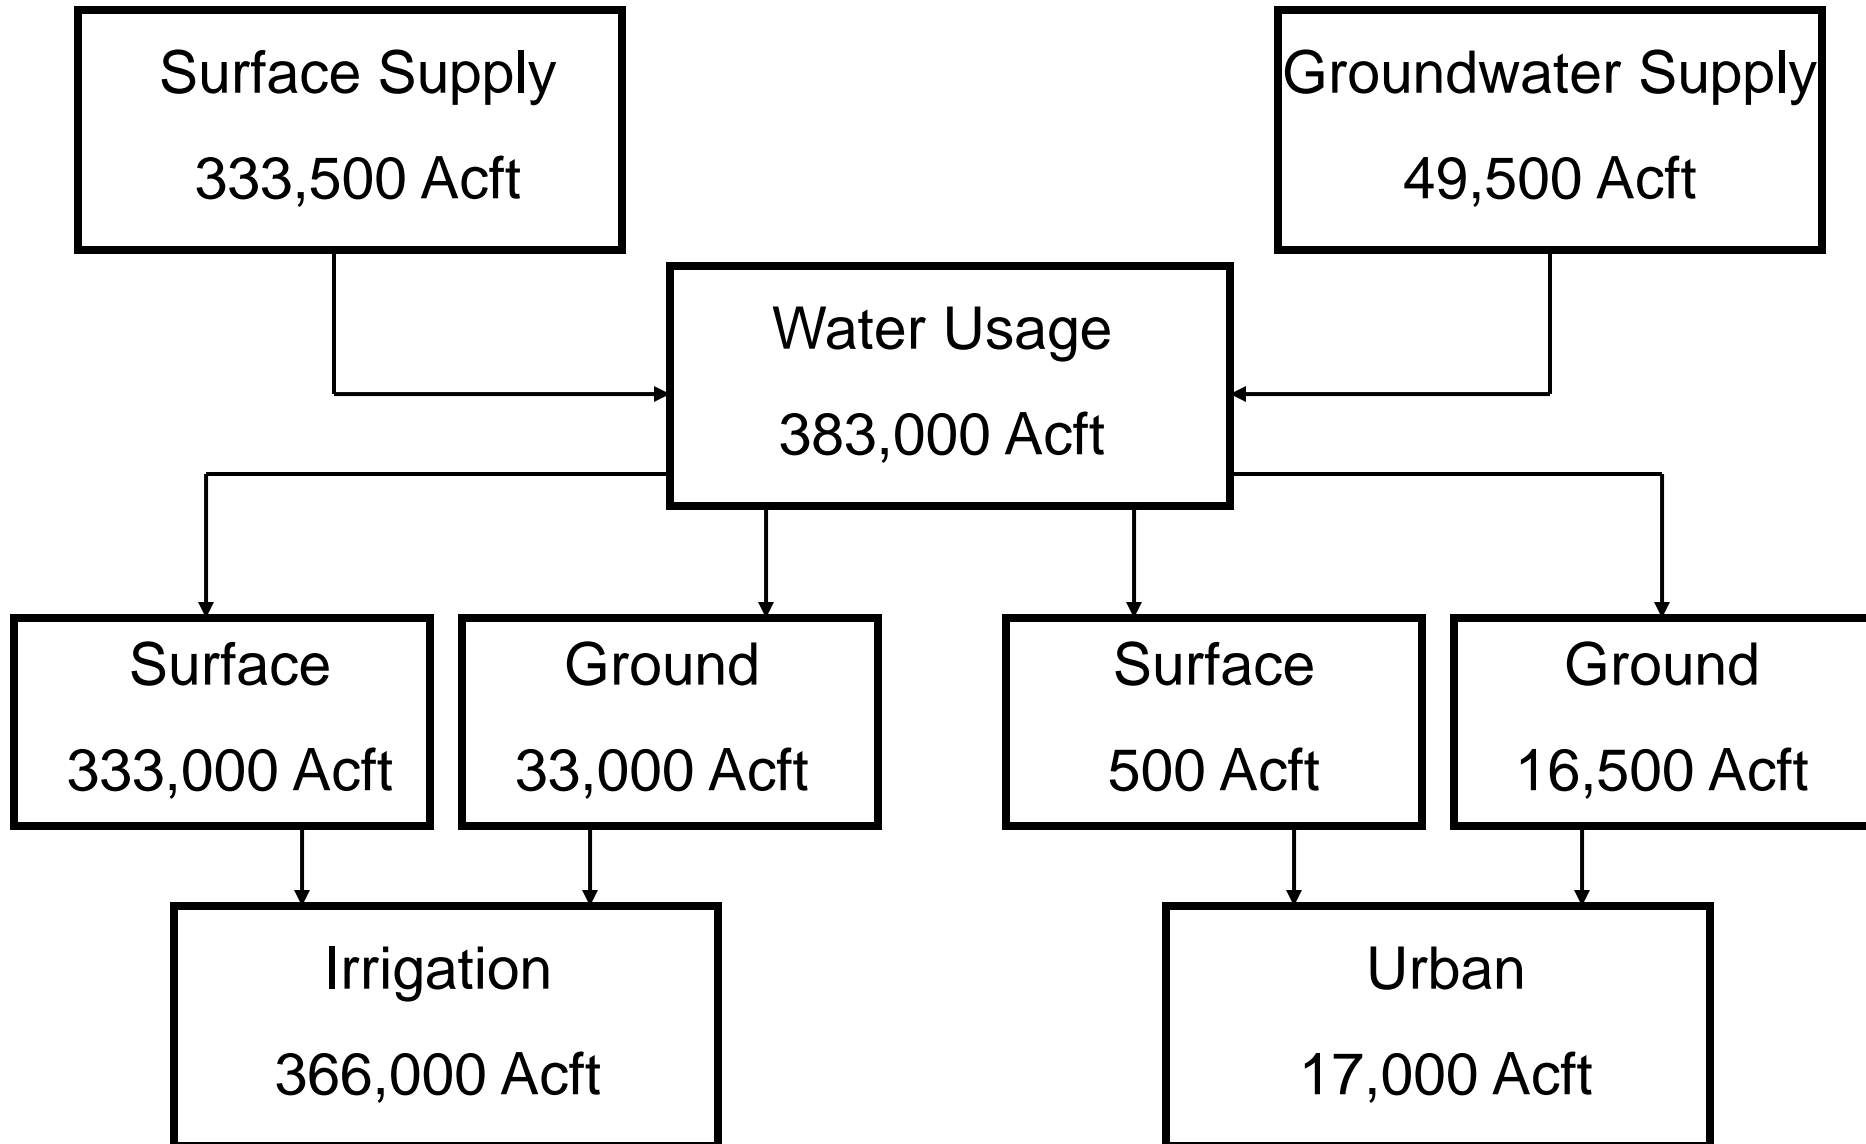 Surface Supply
333,500 Acft
Groundwater Supply
49,500 Acft
Water Usage
383,000 Acft
Surface
333,000 Acft
Ground
33,000 Acft
Surface
500 Acft
Ground
16,500 Acft
Irrigation
366,000 Acft
Urban
17,000 Acft